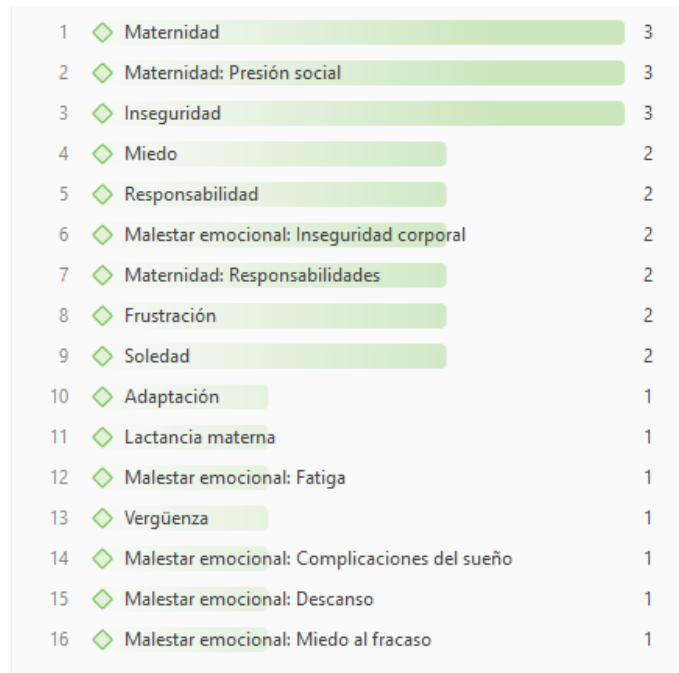 1 Maternidad 3
2 Maternidad: Presión social 3
3 Inseguridad 3
4 Miedo 2
5 Responsabilidad 2
6 Malestar emocional: Inseguridad corporal 2
7 Maternidad: Responsabilidades 2
8 Frustración 2
9 Soledad 2
10 Adaptación 1
11 Lactancia materna 1
12 Malestar emocional: Fatiga 1
13 Vergüenza 1
14 Malestar emocional: Complicaciones del sueño 1
15 Malestar emocional: Descanso 1
16 Malestar emocional: Miedo al fracaso 1